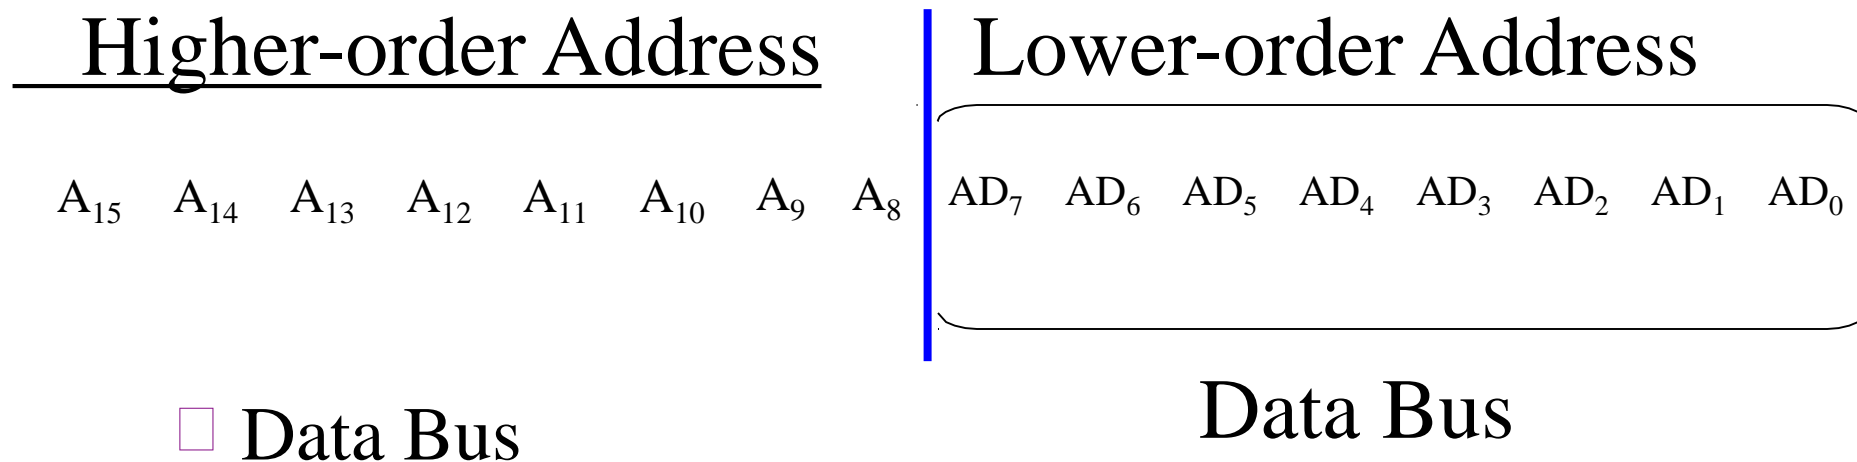 Higher-order Address
Lower-order Address
A₁₅ A₁₄ A₁₃ A₁₂ A₁₁ A₁₀ A₉ A₈ AD₇ AD₆ AD₅ AD₄ AD₃ AD₂ AD₁ AD₀
Data Bus
Data Bus